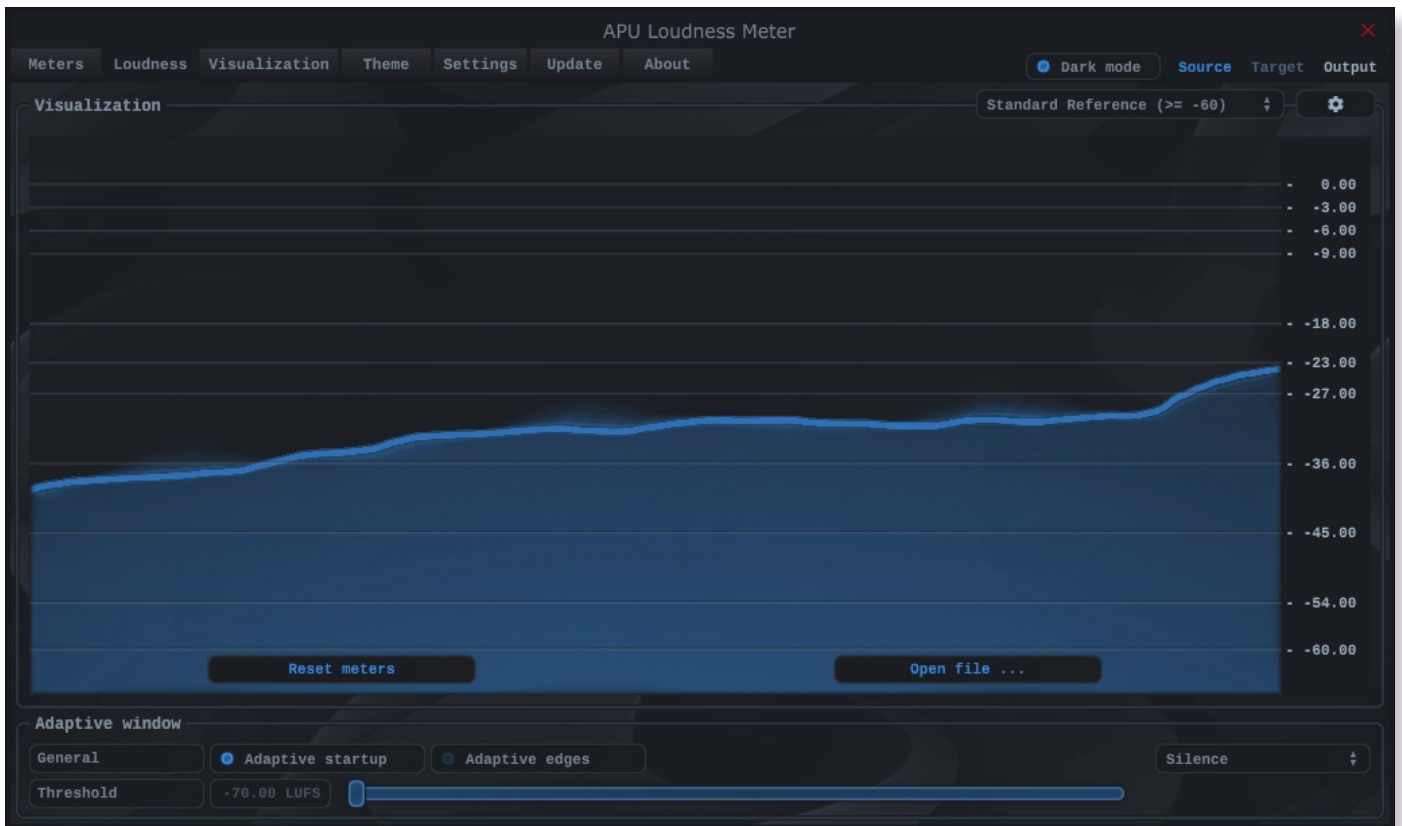 APU Loudness Meter
Meters Loudness Visualization Theme Settings Update About Dark mode Source Target Output
Visualization Standard Reference (>= -60)
- 0.00
- -3.00
- -6.00
- -9.00
- -18.00
- -23.00
- -27.00
- -36.00
- -45.00
- -54.00
- -60.00
Reset meters Open file ...
Adaptive window
General Adaptive startup Adaptive edges Silence
Threshold -70.00 LUFS